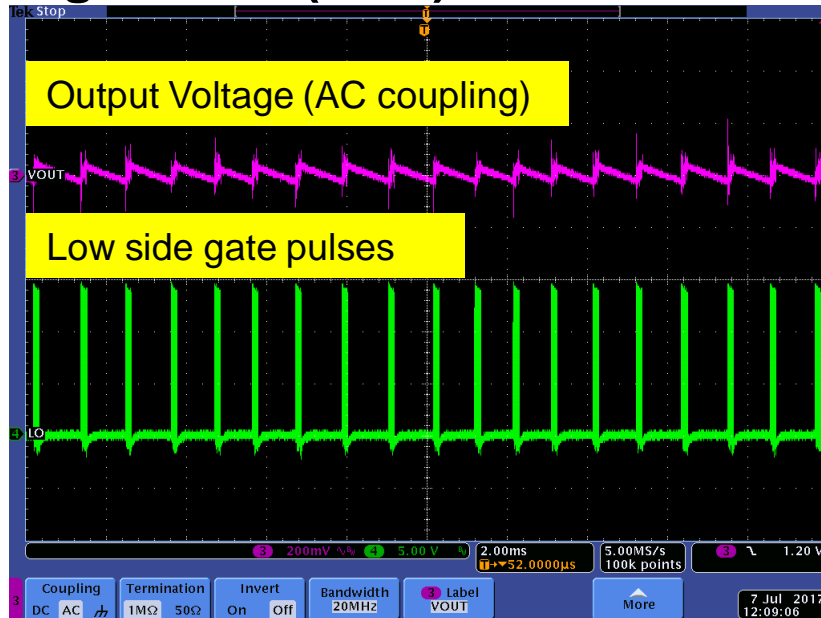 Tek Stop
Output Voltage (AC coupling)
3 VOUT
Low side gate pulses
4 LO
3 200mV 4 5.00 V 2.00ms 5.00MS/s 3 1.20 V
T→▼52.0000µs 100k points
Coupling Termination Invert Bandwidth 3 Label
3 DC AC 1MΩ 50Ω On Off 20MHz VOUT More 7 Jul 2017
12:09:06